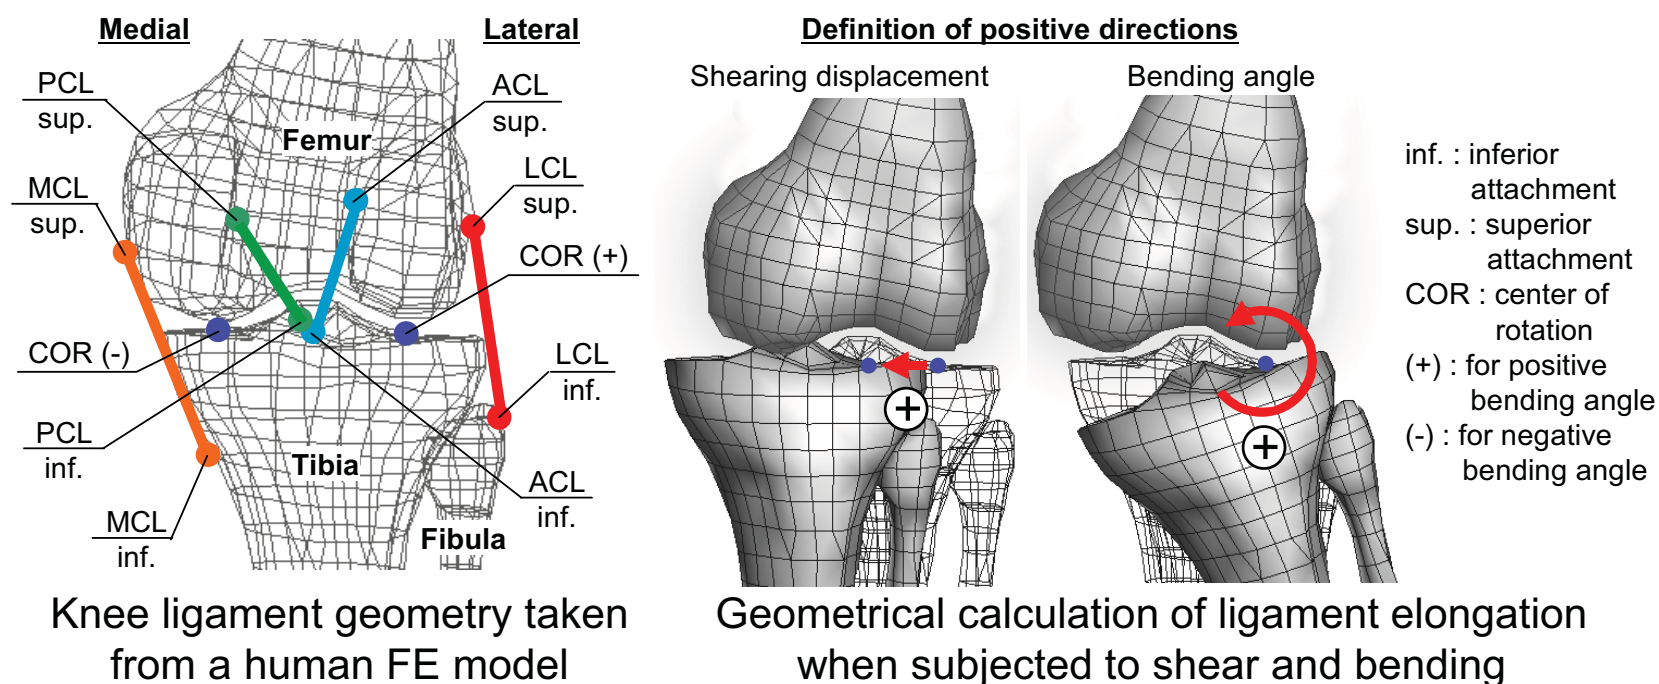 Medial
Lateral
PCL
sup.
MCL
sup.
COR (-)
PCL
inf.
MCL
inf.
Femur
Tibia
Fibula
ACL
sup.
LCL
sup.
COR (+)
LCL
inf.
ACL
inf.
Knee ligament geometry taken
from a human FE model
Definition of positive directions
Shearing displacement
Bending angle
+
+
inf. : inferior
attachment
sup. : superior
attachment
COR : center of
rotation
(+) : for positive
bending angle
(-) : for negative
bending angle
Geometrical calculation of ligament elongation
when subjected to shear and bending